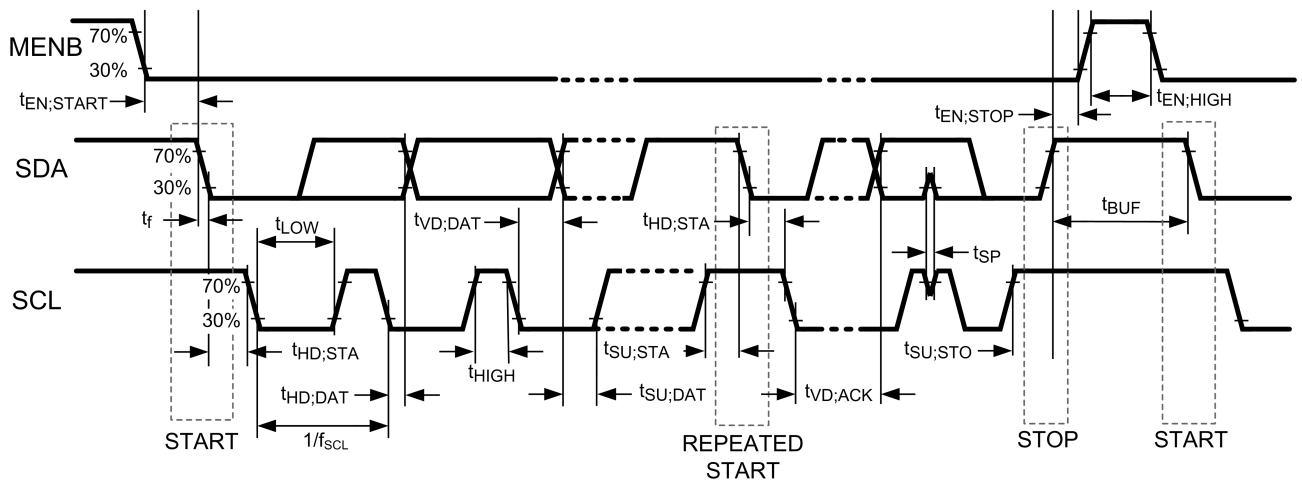 MENB
70%
30%
tEN;START
tEN;STOP
tEN;HIGH
SDA
70%
30%
tf
tLOW
tVD;DAT
tHD;STA
tSP
tBUF
SCL
70%
30%
tHD;STA
tHD;DAT
1/fSCL
tHIGH
tSU;STA
tSU;DAT
tVD;ACK
tSU;STO
START
REPEATED
START
STOP
START